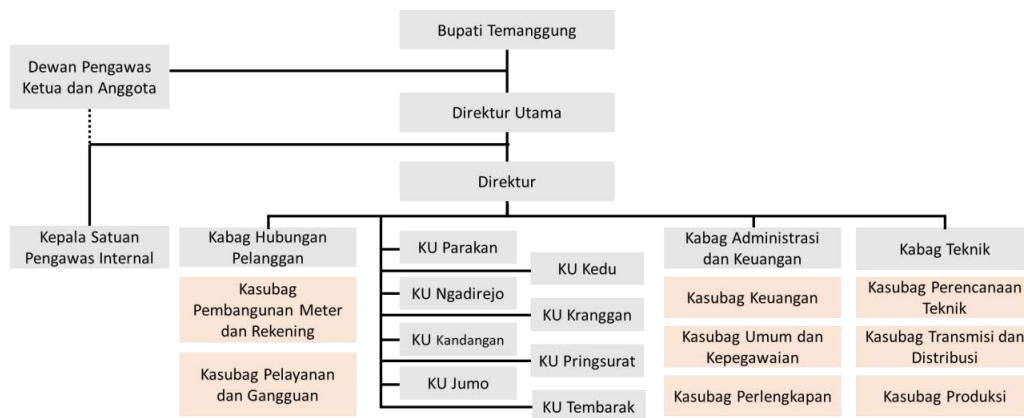 Bupati Temanggung
Dewan Pengawas
Ketua dan Anggota
Direktur Utama
Direktur
Kepala Satuan
Pengawas Internal
Kabag Hubungan
Pelanggan
Kasubag
Pembangunan Meter
dan Rekening
Kasubag Pelayanan
dan Gangguan
KU Parakan
KU Kedu
KU Ngadirejo
KU Kranggan
KU Kandangan
KU Pringsurat
KU Jumo
KU Tembarak
Kabag Administrasi
dan Keuangan
Kasubag Keuangan
Kasubag Umum dan
Kepegawaian
Kasubag Perlengkapan
Kabag Teknik
Kasubag Perencanaan
Teknik
Kasubag Transmisi dan
Distribusi
Kasubag Produksi